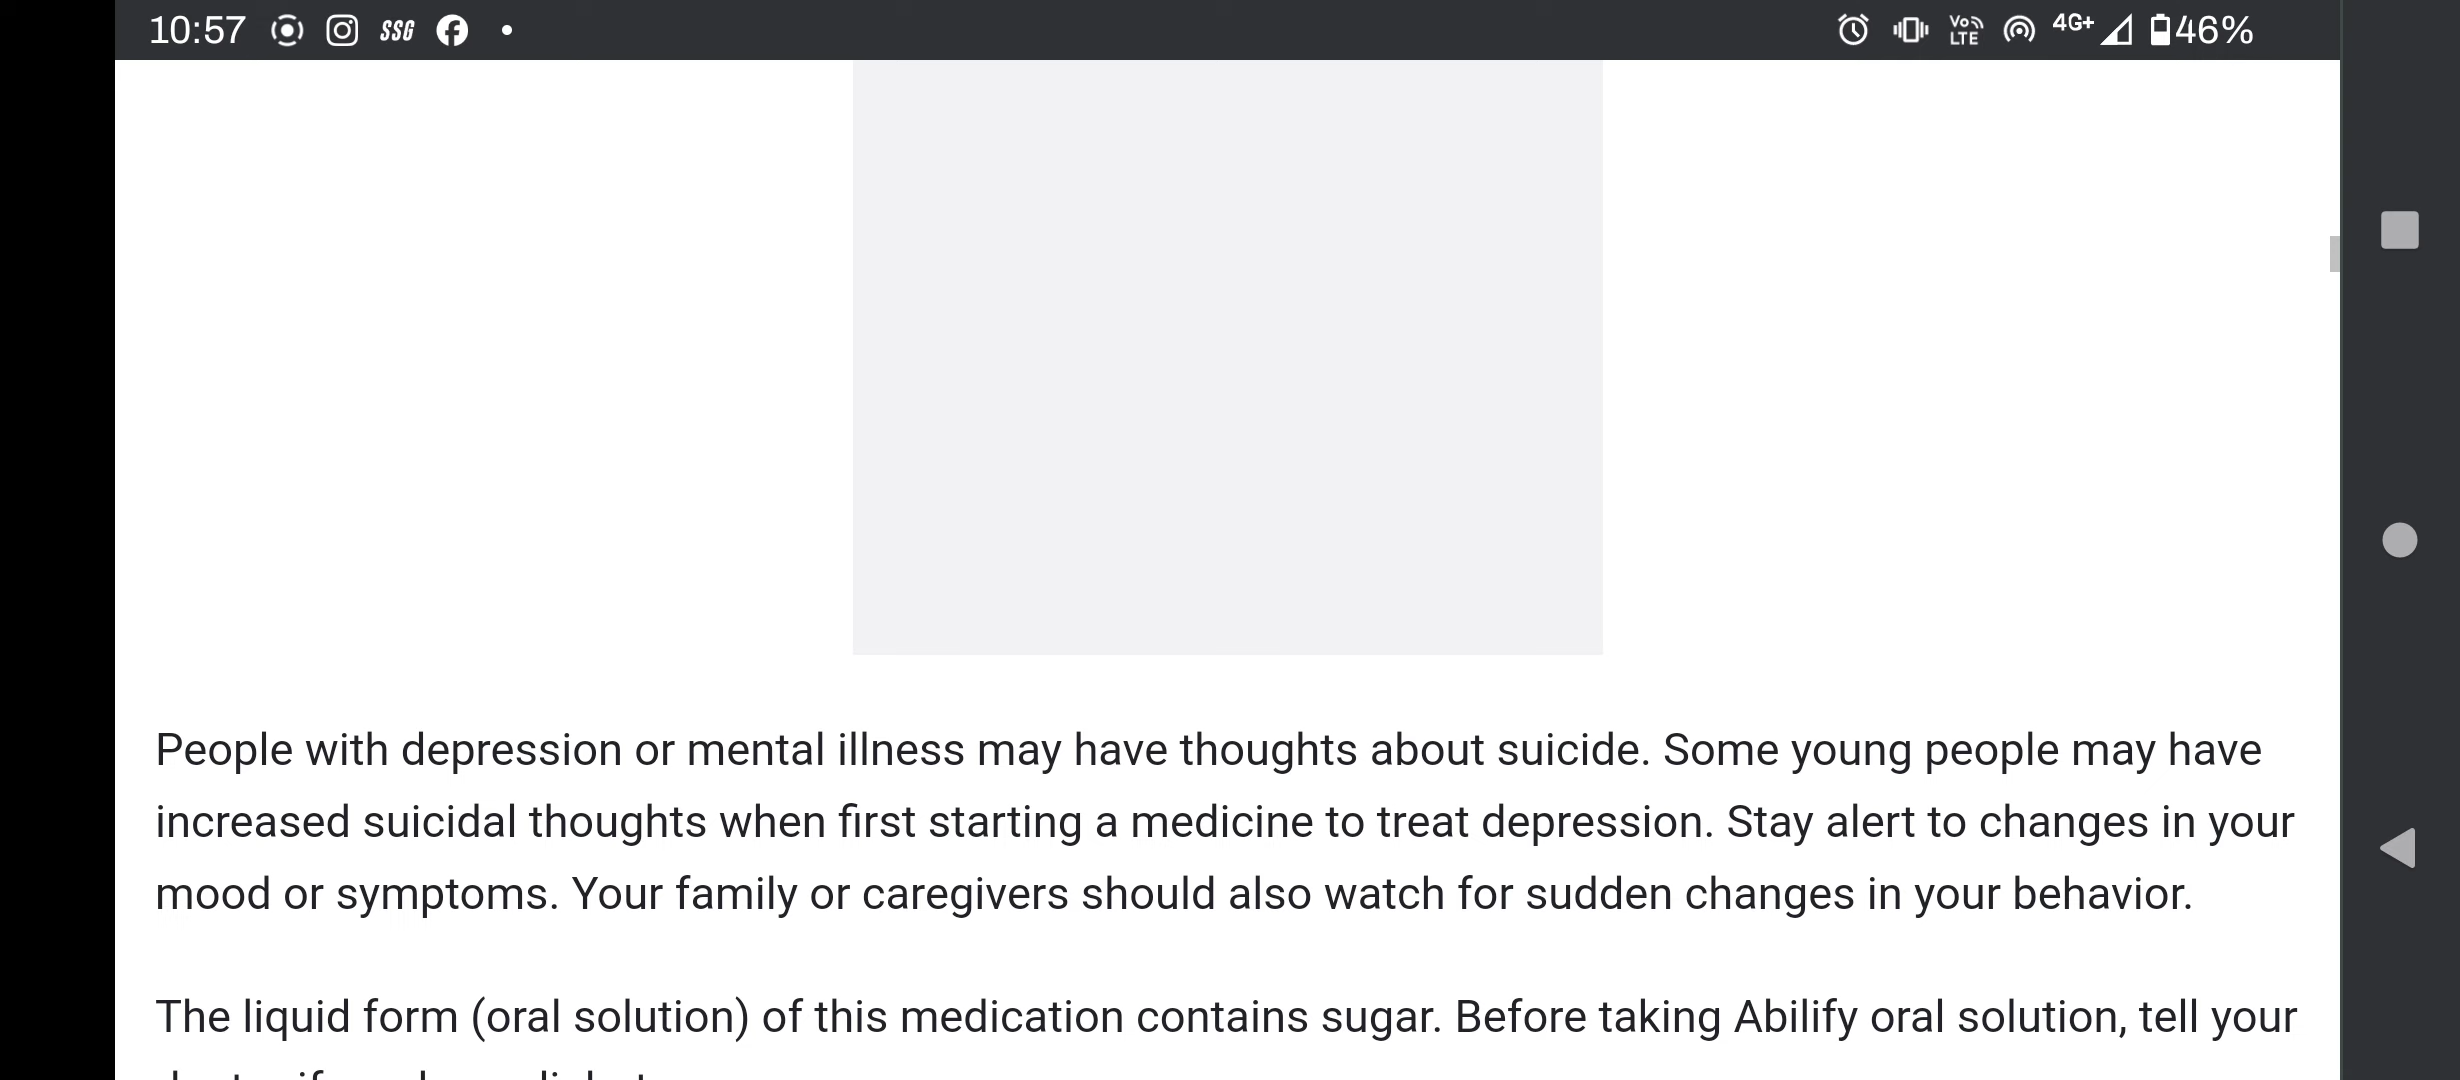 10:57 SSG Vo LTE 4G+ 46%
People with depression or mental illness may have thoughts about suicide. Some young people may have
increased suicidal thoughts when first starting a medicine to treat depression. Stay alert to changes in your
mood or symptoms. Your family or caregivers should also watch for sudden changes in your behavior.
The liquid form (oral solution) of this medication contains sugar. Before taking Abilify oral solution, tell your